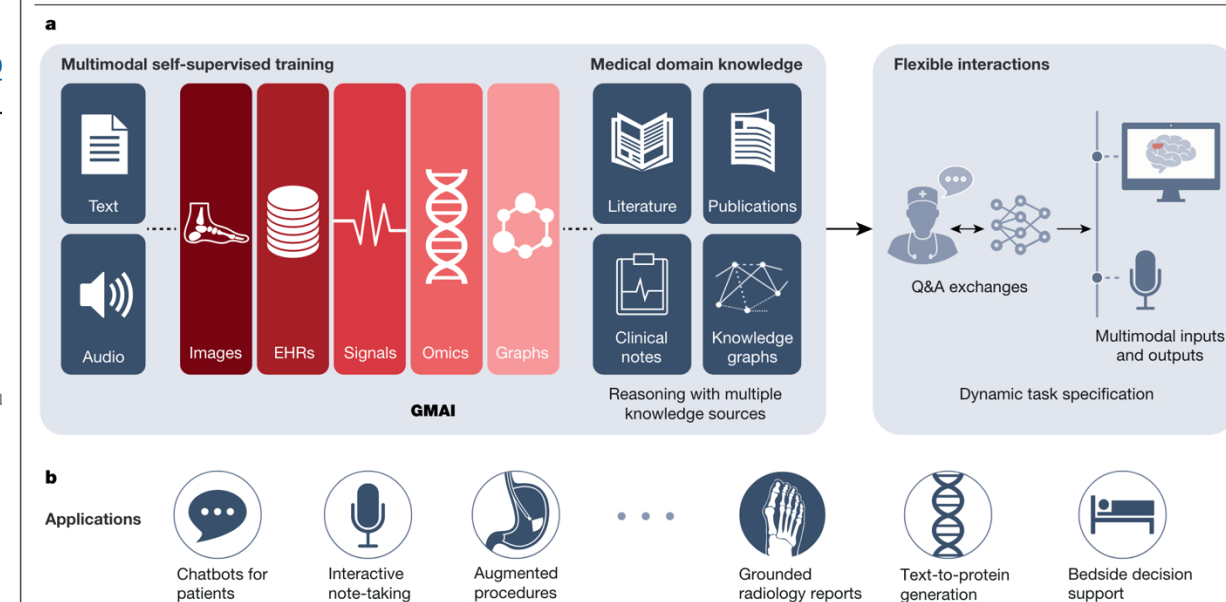 a
Multimodal self-supervised training
Medical domain knowledge
Flexible interactions
Text
Audio
Images
EHRs
Signals
Omics
Graphs
Literature
Publications
Clinical
notes
Knowledge
graphs
GMAI
Reasoning with multiple
knowledge sources
Q&A exchanges
Multimodal inputs
and outputs
Dynamic task specification
b
Applications
Chatbots for
patients
Interactive
note-taking
Augmented
procedures
Grounded
radiology reports
Text-to-protein
generation
Bedside decision
support